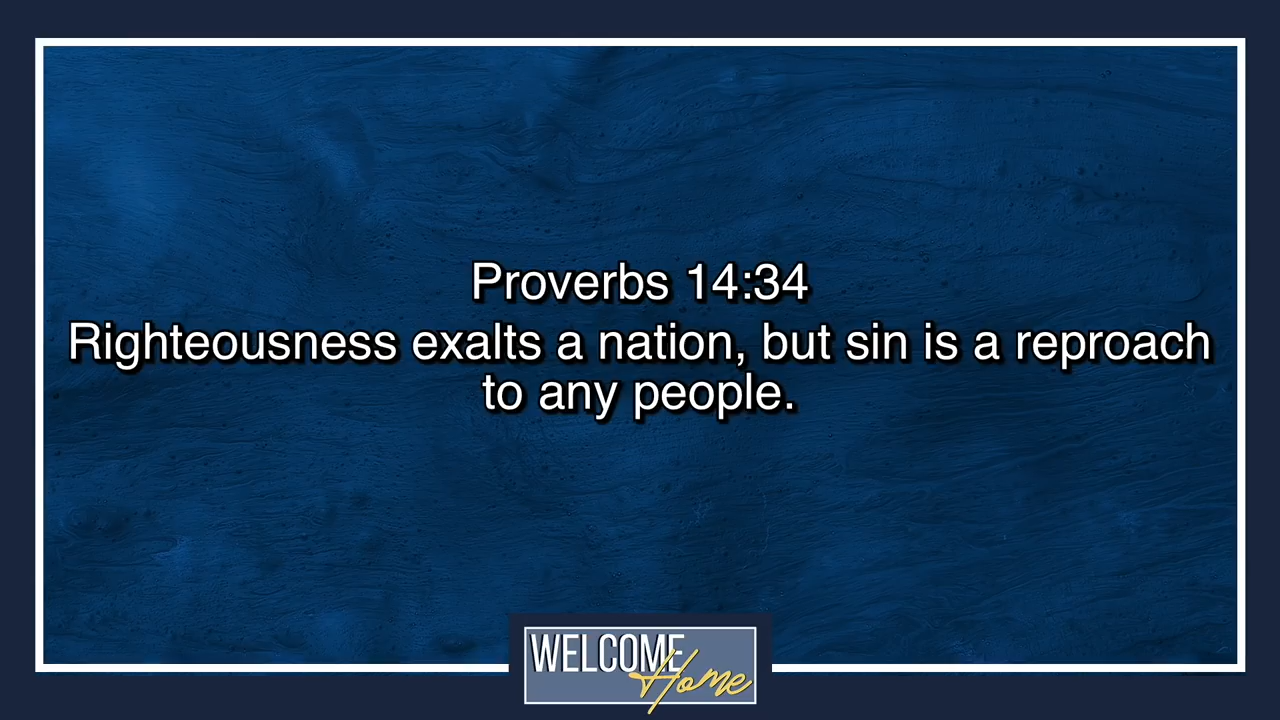 Proverbs 14:34
Righteousness exalts a nation, but sin is a reproach
to any people.
WELCOME
Home